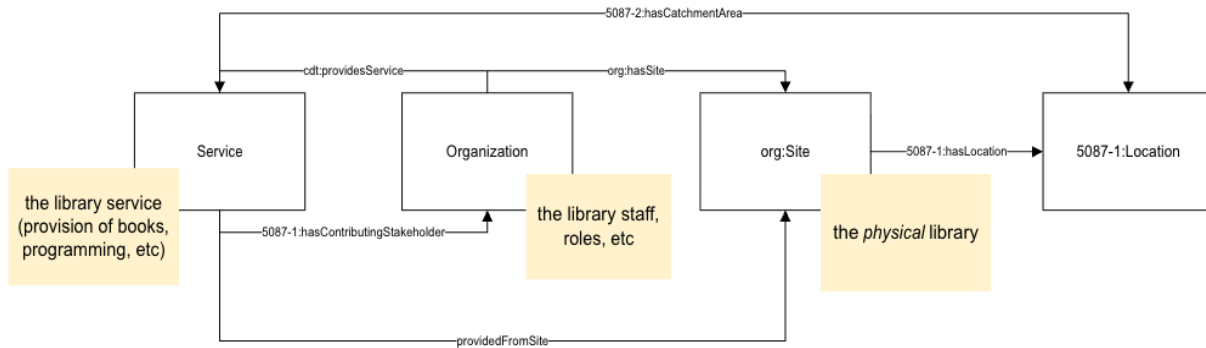 5087-2:hasCatchmentArea
cdt:providesService
org:hasSite
Service
Organization
org:Site
5087-1:hasLocation
5087-1:Location
the library service
(provision of books,
programming, etc)
5087-1:hasContributingStakeholder
the library staff,
roles, etc
the physical library
providedFromSite